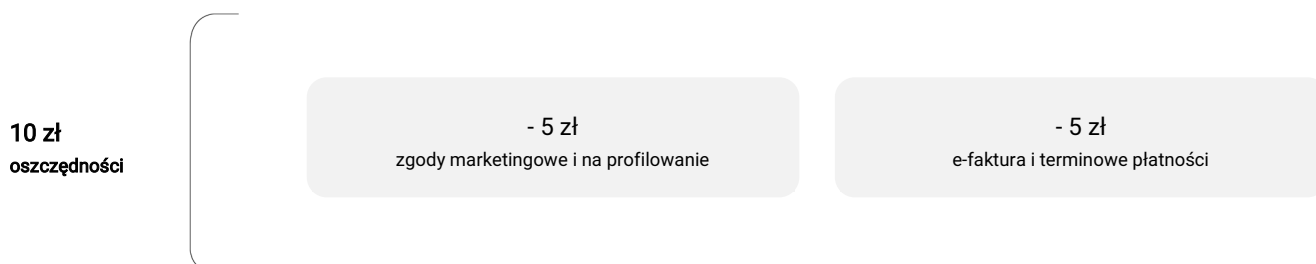 10 zł
oszczędności
- 5 zł
zgody marketingowe i na profilowanie
- 5 zł
e-faktura i terminowe płatności